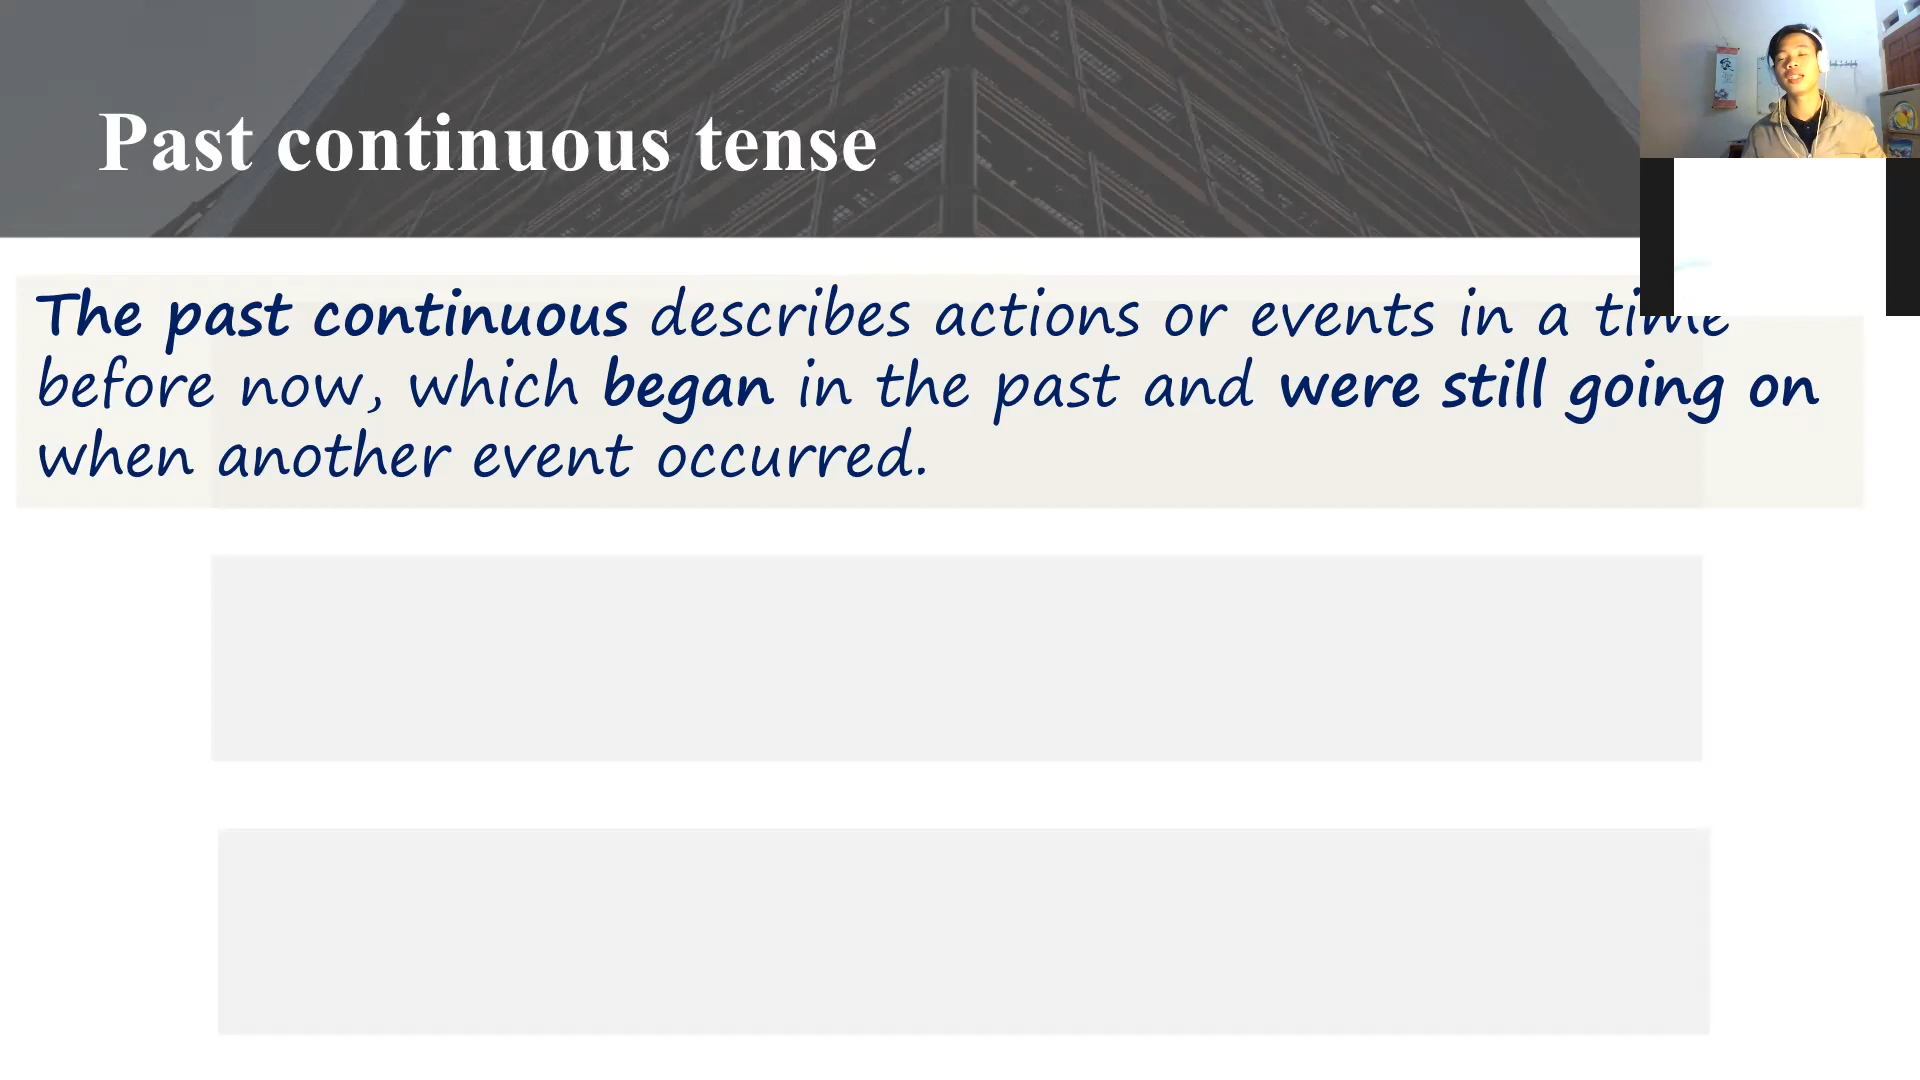 Past continuous tense
The past continuous describes actions or events in a time
before now, which began in the past and were still going on
when another event occurred.